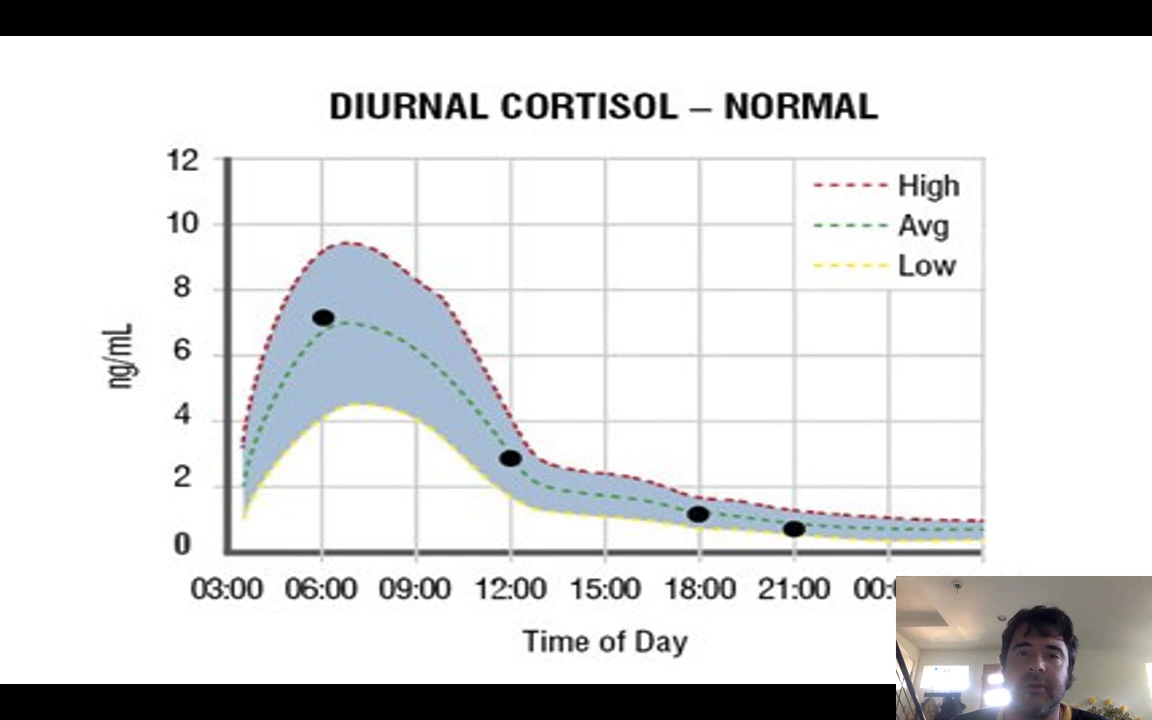 DIURNAL CORTISOL – NORMAL
12
High
10
Avg
Low
8
ng/mL
6
4
2
0
03:00 06:00 09:00 12:00 15:00 18:00 21:00 00:
Time of Day